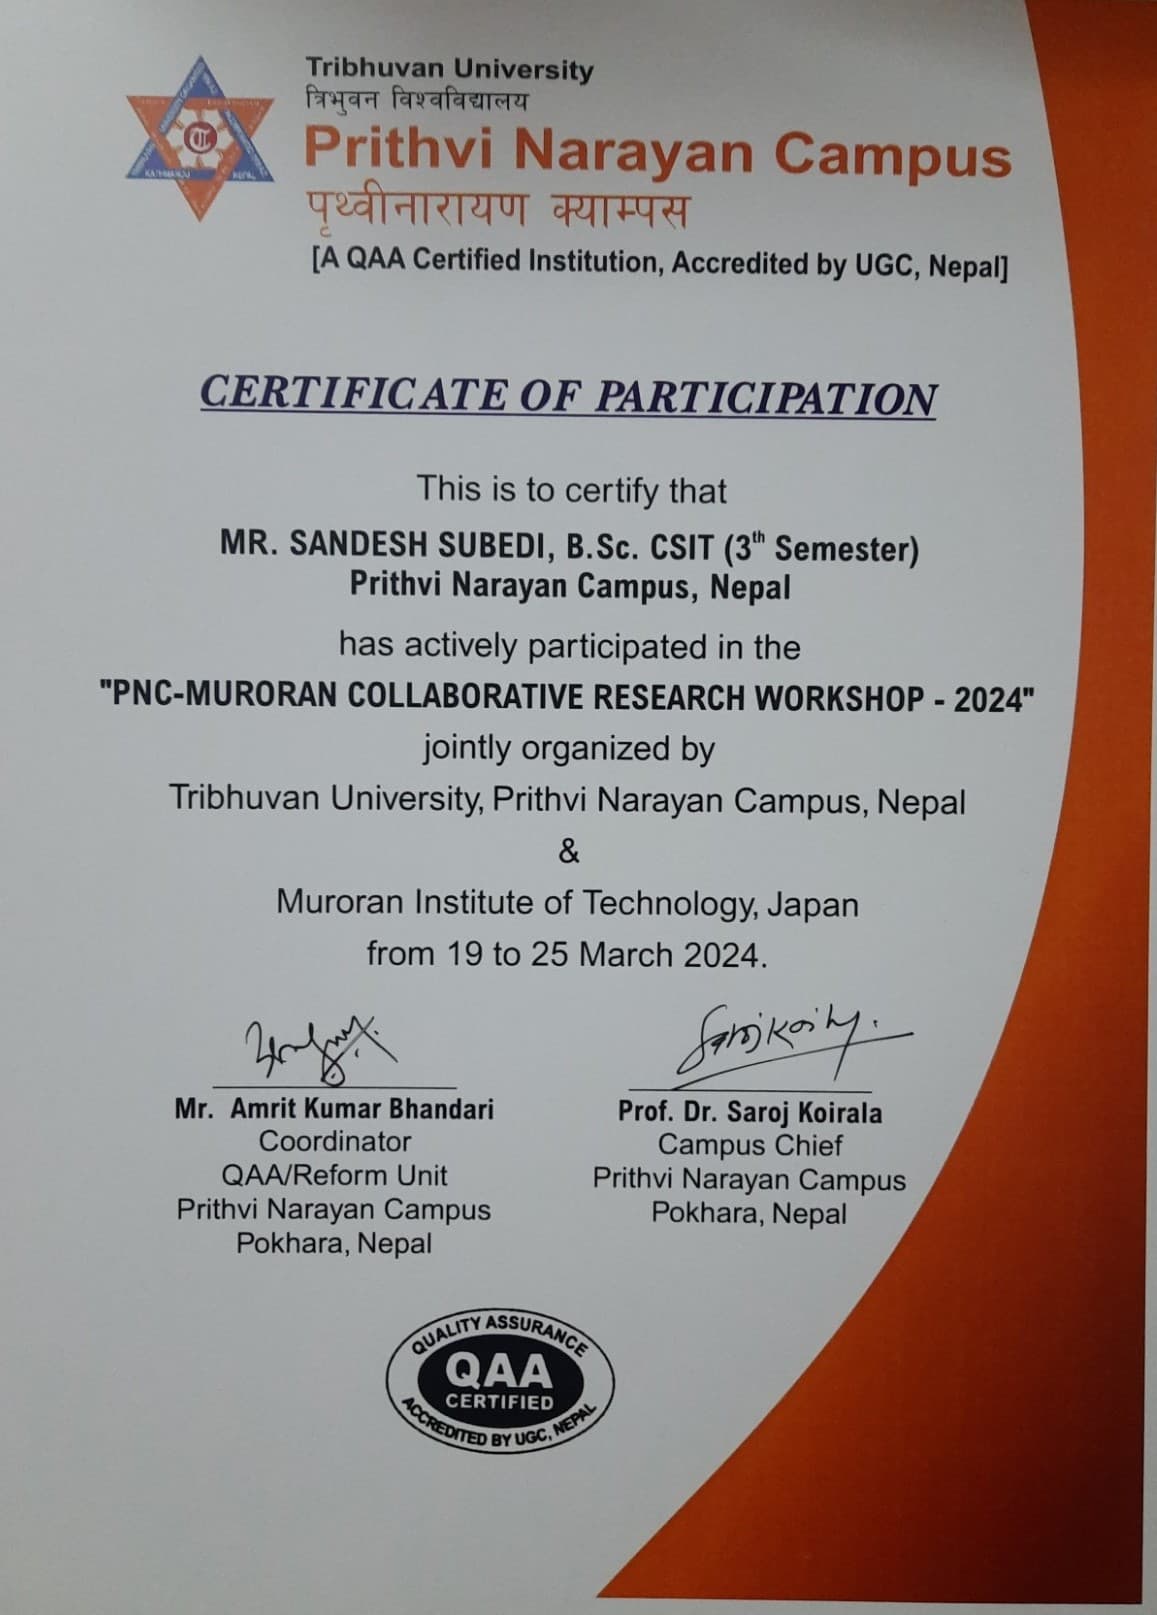 Tribhuvan University
त्रिभुवन विश्वविद्यालय
Prithvi Narayan Campus
पृथ्वीनारायण क्याम्पस
[A QAA Certified Institution, Accredited by UGC, Nepal]
KATHMANDU NEPAL
CERTIFICATE OF PARTICIPATION
This is to certify that
MR. SANDESH SUBEDI, B.Sc. CSIT (3th Semester)
Prithvi Narayan Campus, Nepal
has actively participated in the
"PNC-MURORAN COLLABORATIVE RESEARCH WORKSHOP - 2024"
jointly organized by
Tribhuvan University, Prithvi Narayan Campus, Nepal
&
Muroran Institute of Technology, Japan
from 19 to 25 March 2024.
Saroj Koirala
Mr. Amrit Kumar Bhandari
Coordinator
QAA/Reform Unit
Prithvi Narayan Campus
Pokhara, Nepal
Prof. Dr. Saroj Koirala
Campus Chief
Prithvi Narayan Campus
Pokhara, Nepal
QUALITY ASSURANCE
QAA
CERTIFIED
ACCREDITED BY UGC, NEPAL